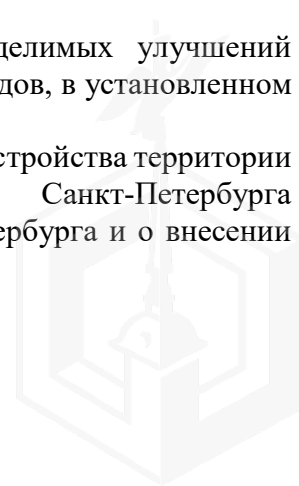 делимых улучшений
дов, в установленном
стройства территории
Санкт-Петербурга
ербурга и о внесении